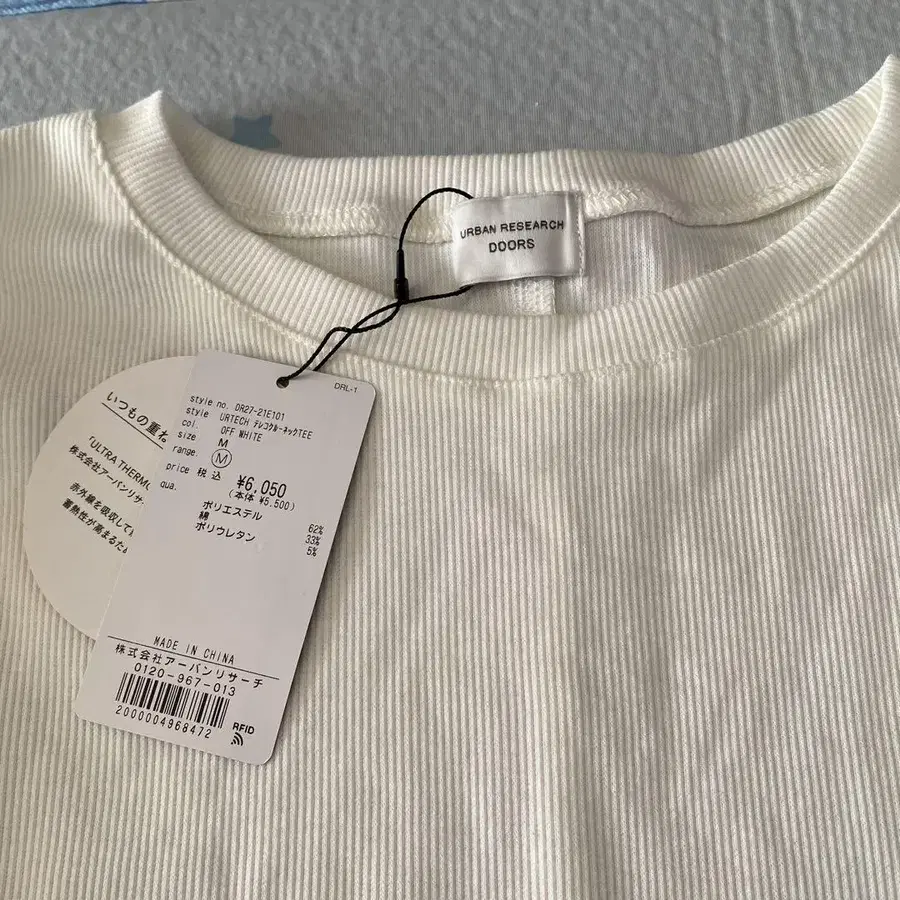 URBAN RESEARCH
DOORS
DRL-1
style no. DR27-21E101
style URTECH テレコクルーネックTEE
col. OFF WHITE
size M
range. M
price 税込 ¥6,050
(本体 ¥5,500)
qua.
ポリエステル 62%
綿 33%
ポリウレタン 5%
MADE IN CHINA
株式会社アーバンリサーチ
0120-967-013
2000004968472
RFID
いつもの重ね
「ULTRA THERMO
株式会社アーバンリサ
赤外線を吸収して
蓄熱性が高まるため